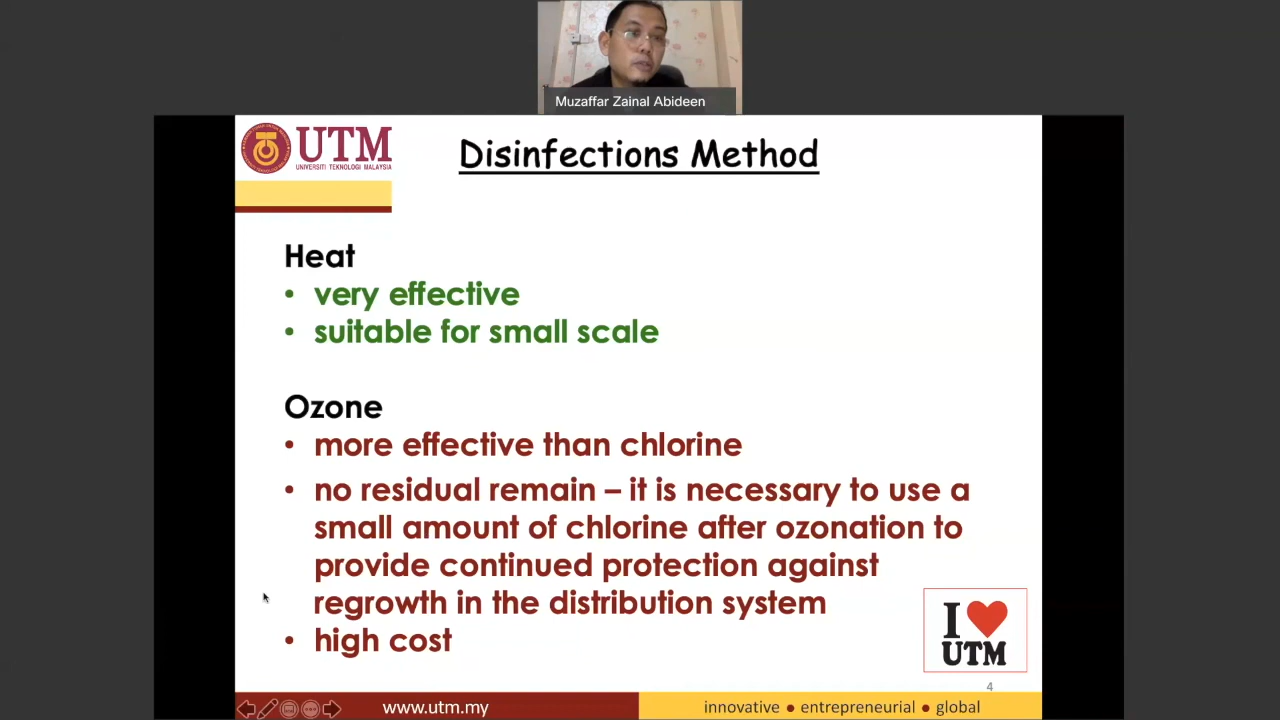 Muzaffar Zainal Abideen
UTM
UNIVERSITI TEKNOLOGI MALAYSIA
Disinfections Method
Heat
• very effective
• suitable for small scale
Ozone
• more effective than chlorine
• no residual remain – it is necessary to use a
small amount of chlorine after ozonation to
provide continued protection against
regrowth in the distribution system
• high cost
I ♥
UTM
4
www.utm.my
innovative ● entrepreneurial ● global